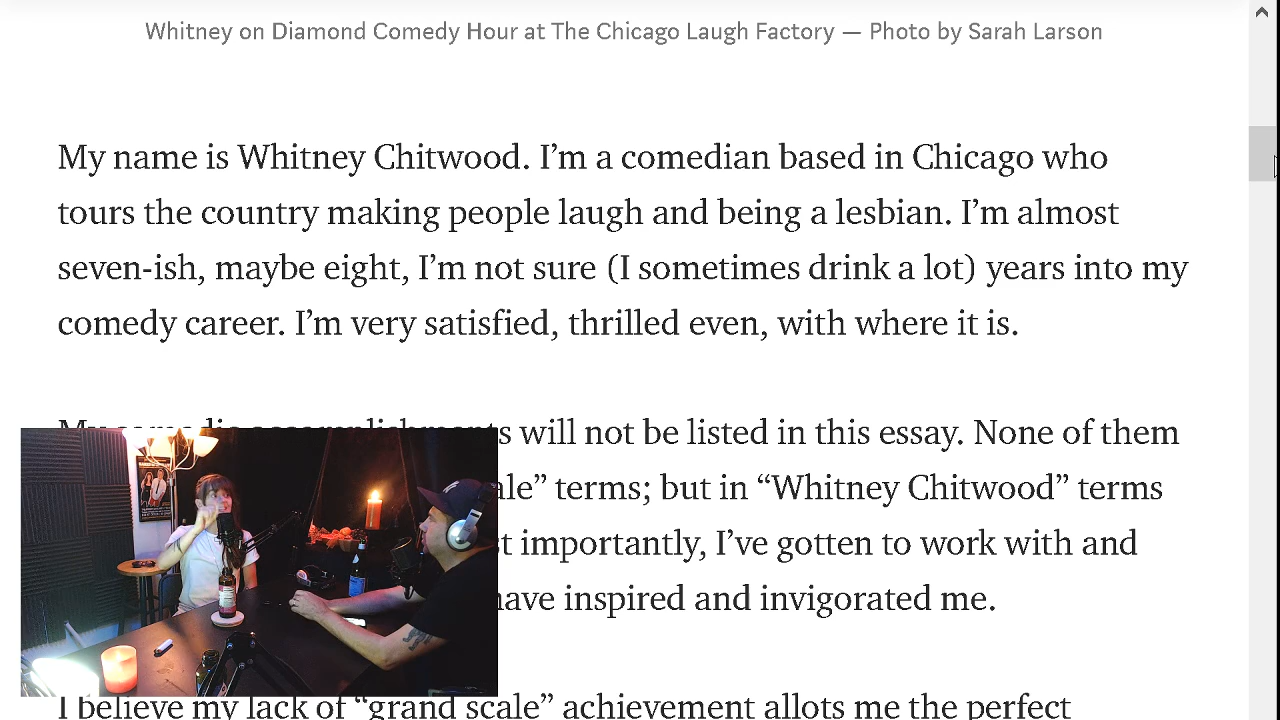 Whitney on Diamond Comedy Hour at The Chicago Laugh Factory — Photo by Sarah Larson
My name is Whitney Chitwood. I’m a comedian based in Chicago who
tours the country making people laugh and being a lesbian. I’m almost
seven-ish, maybe eight, I’m not sure (I sometimes drink a lot) years into my
comedy career. I’m very satisfied, thrilled even, with where it is.
My comedic accomplishments will not be listed in this essay. None of them
” terms; but in “Whitney Chitwood” terms
importantly, I’ve gotten to work with and
have inspired and invigorated me.
I believe my lack of “grand scale” achievement allots me the perfect